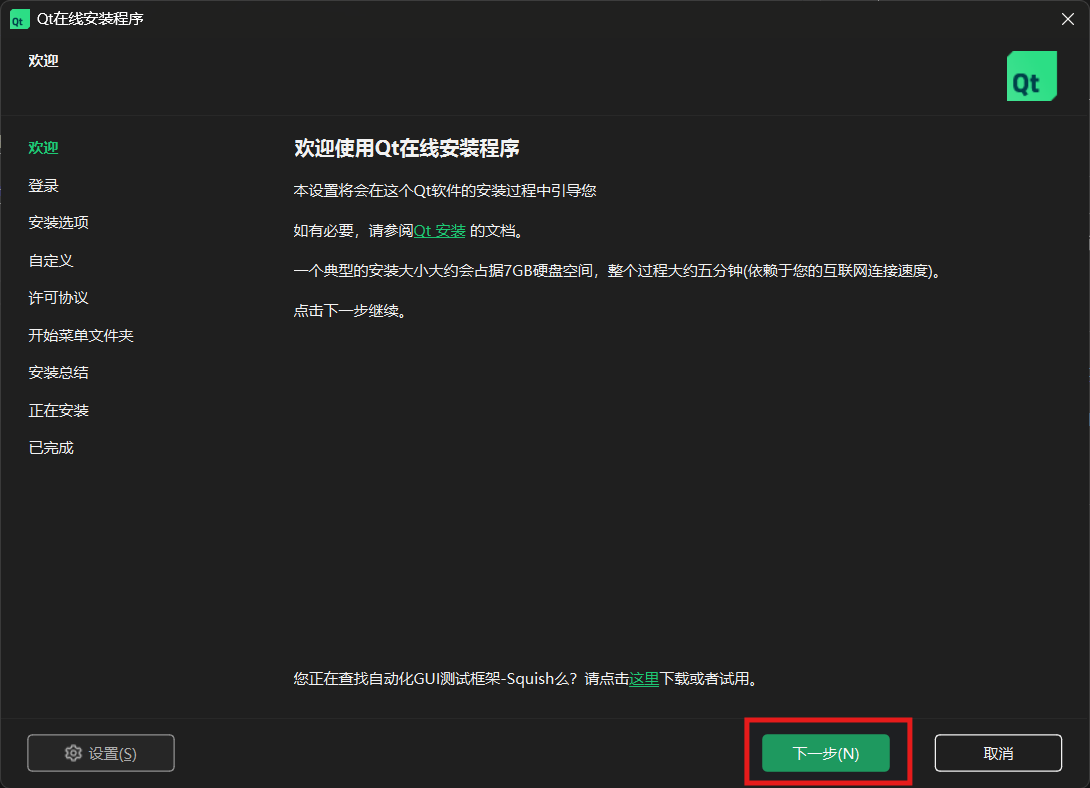 Qt在线安装程序
欢迎
Qt
欢迎
登录
安装选项
自定义
许可协议
开始菜单文件夹
安装总结
正在安装
已完成
欢迎使用Qt在线安装程序
本设置将会在这个Qt软件的安装过程中引导您
如有必要，请参阅Qt 安装 的文档。
一个典型的安装大小大约会占据7GB硬盘空间，整个过程大约五分钟(依赖于您的互联网连接速度)。
点击下一步继续。
您正在查找自动化GUI测试框架-Squish么？请点击这里下载或者试用。
设置(S)
下一步(N)
取消